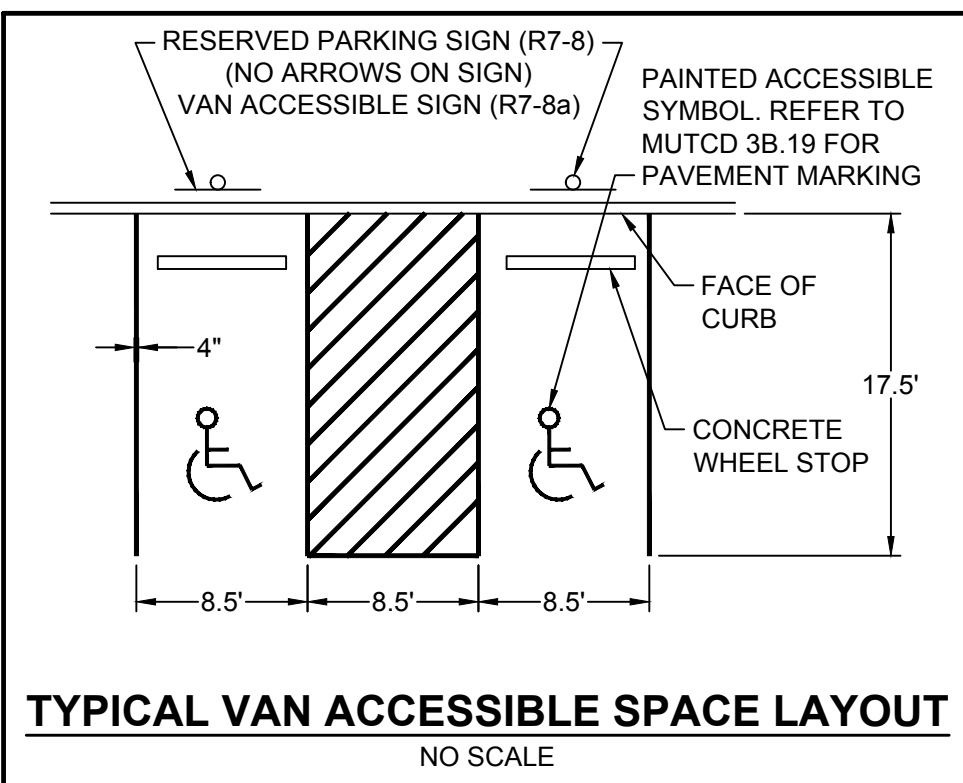 RESERVED PARKING SIGN (R7-8)
(NO ARROWS ON SIGN)
VAN ACCESSIBLE SIGN (R7-8a)
PAINTED ACCESSIBLE
SYMBOL. REFER TO
MUTCD 3B.19 FOR
PAVEMENT MARKING
FACE OF
CURB
4"
17.5'
CONCRETE
WHEEL STOP
8.5'
8.5'
8.5'
TYPICAL VAN ACCESSIBLE SPACE LAYOUT
NO SCALE